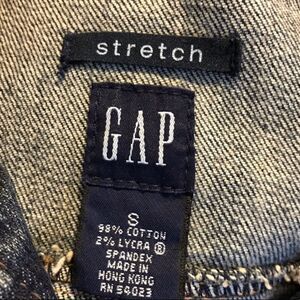 stretch
GAP
S
98% COTTON
2% LYCRA ®
SPANDEX
MADE IN
HONG KONG
RN 54023